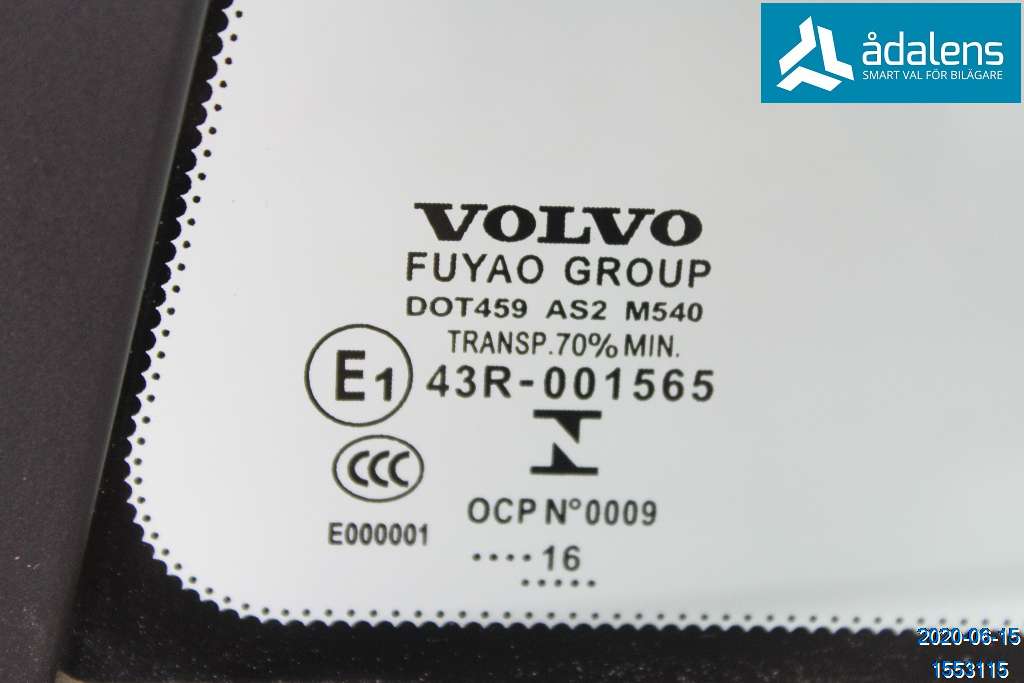 ådalens
SMART VAL FÖR BILÄGARE
VOLVO
FUYAO GROUP
DOT459 AS2 M540
TRANSP.70% MIN.
E1 43R-001565
CCC
E000001
OCP N°0009
....16
.....
2020-06-15
1553115